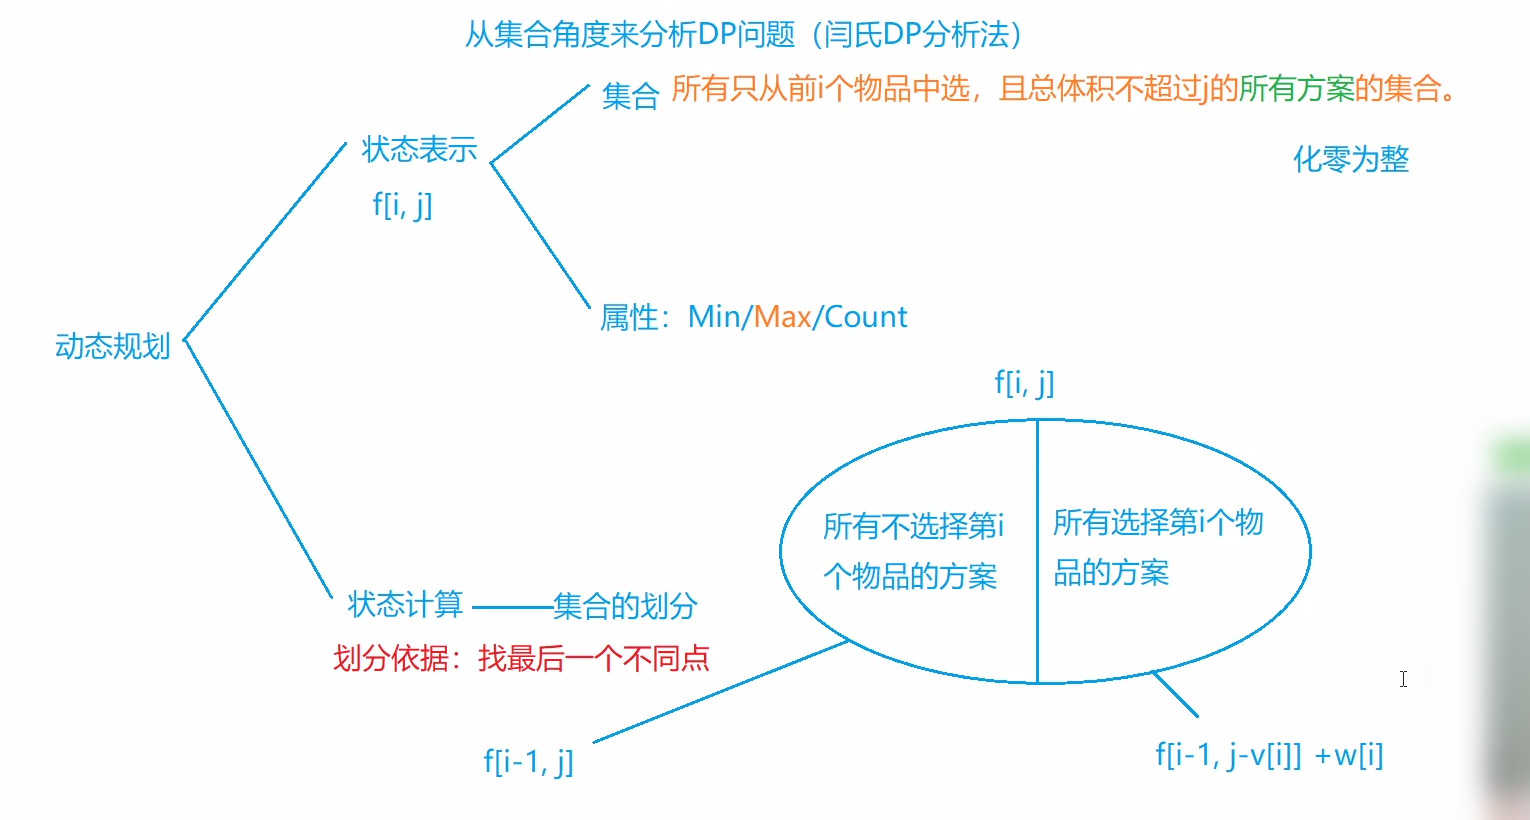 从集合角度来分析DP问题（闫氏DP分析法）
集合 所有只从前i个物品中选，且总体积不超过j的所有方案的集合。
状态表示
化零为整
f[i, j]
属性：Min/Max/Count
动态规划
f[i, j]
所有不选择第i
个物品的方案
所有选择第i个物
品的方案
状态计算
集合的划分
划分依据：找最后一个不同点
f[i-1, j]
f[i-1, j-v[i]] +w[i]